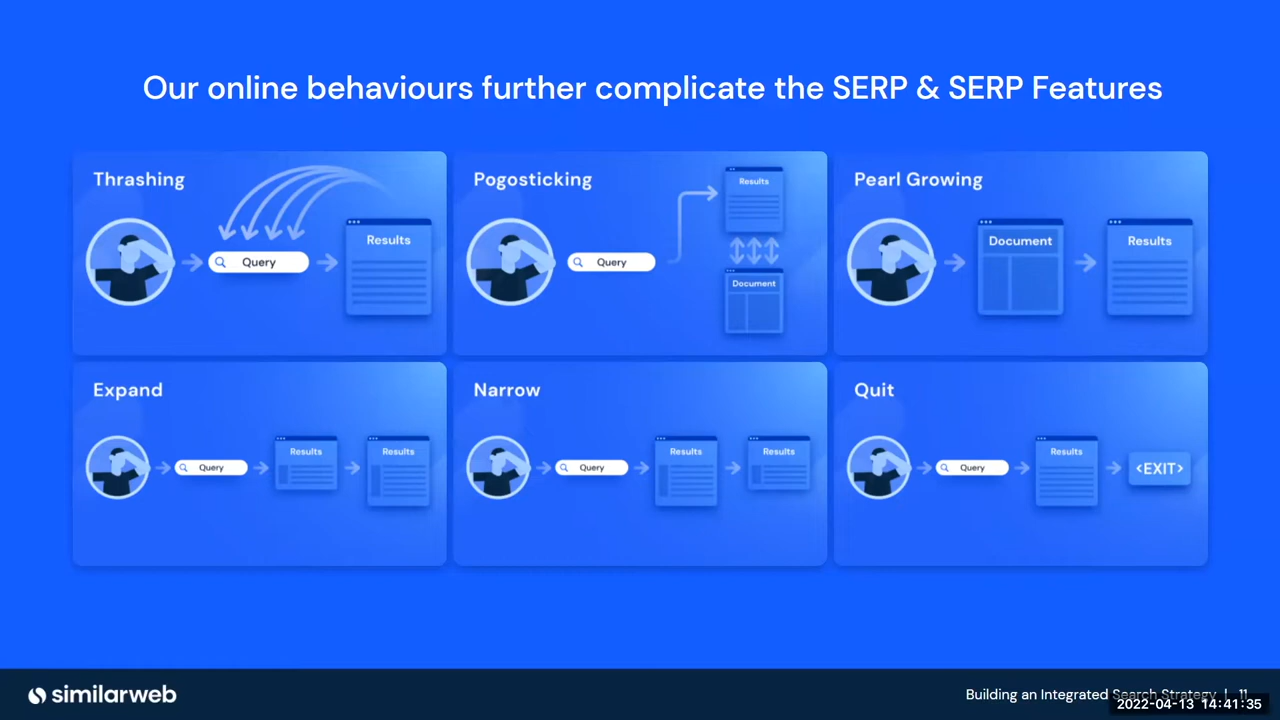 Our online behaviours further complicate the SERP & SERP Features
Thrashing
Query
Results
Pogosticking
Query
Results
Document
Pearl Growing
Document
Results
Expand
Query
Results
Results
Narrow
Query
Results
Results
Quit
Query
Results
<EXIT>
similarweb
Building an Integrated Search Strategy | 11
2022-04-13 14:41:35